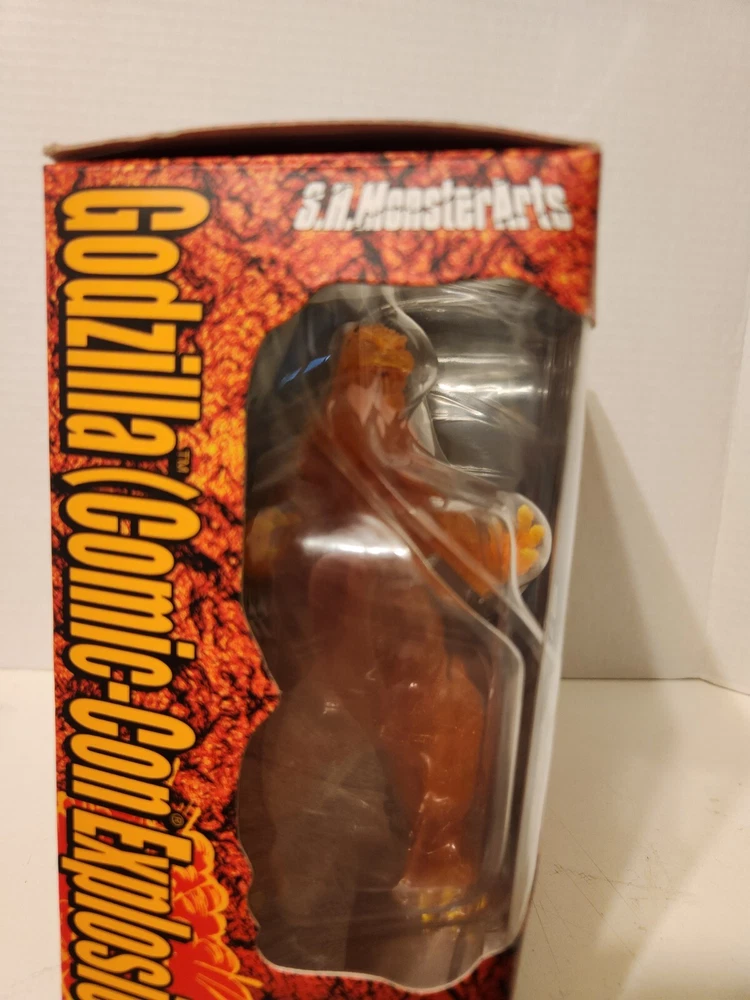 S.H.MonsterArts
Godzilla™ (Comic-Con® Explosi